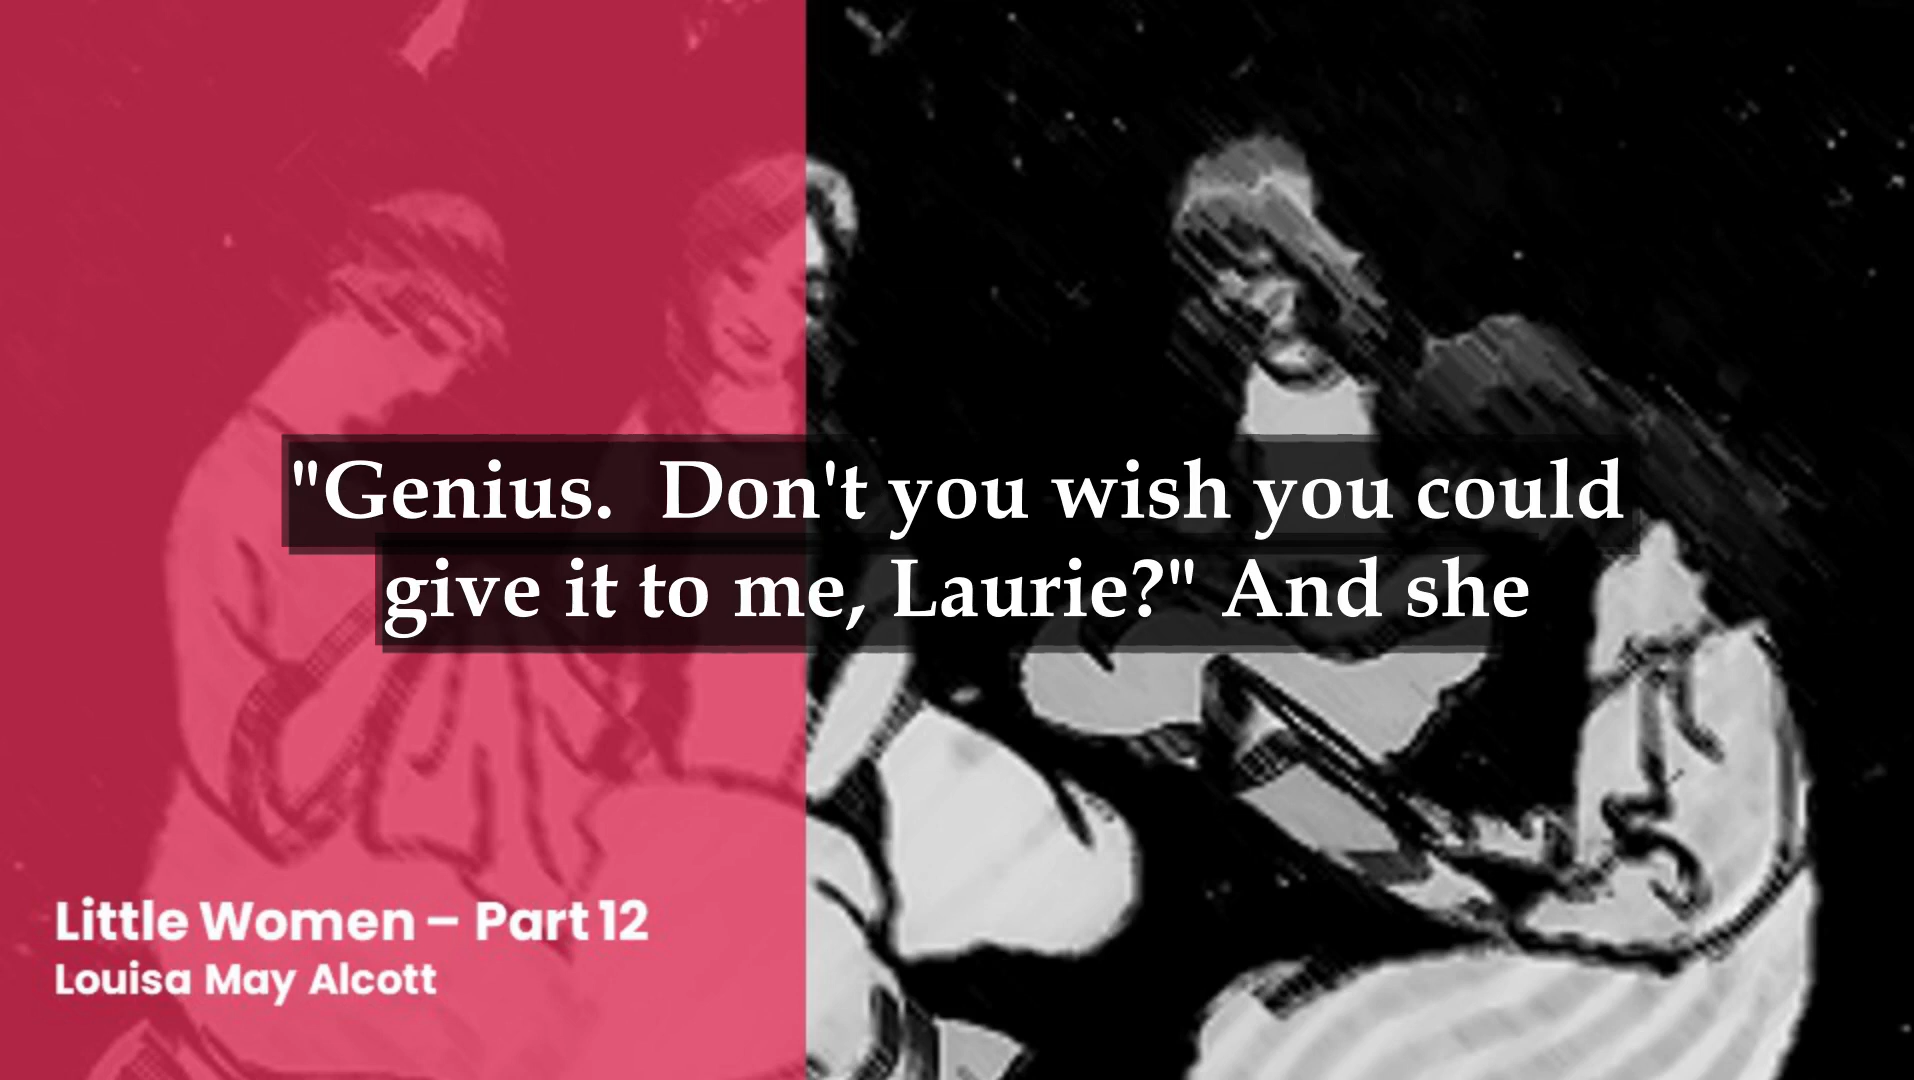 "Genius.  Don't you wish you could
give it to me, Laurie?" And she
Little Women – Part 12
Louisa May Alcott